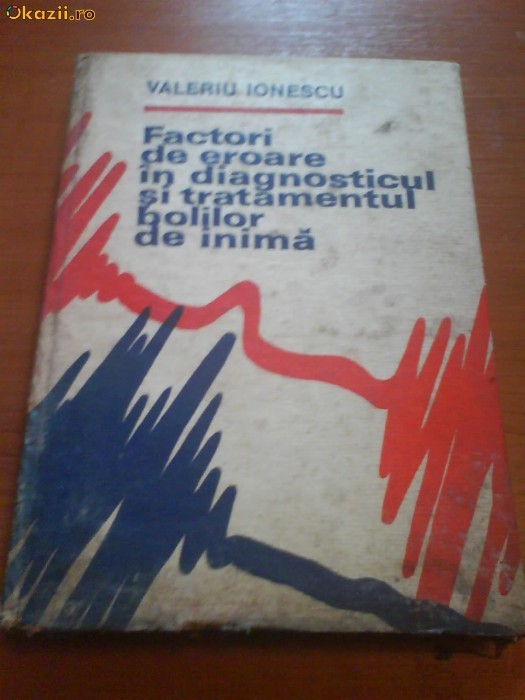 Okazii.ro
VALERIU IONESCU
Factori
de eroare
în diagnosticul
și tratamentul
bolilor
de inimă